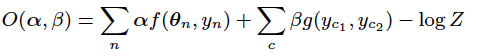 O(α, β) = ∑_n αf(θ_n, y_n) + ∑_c βg(y_{c_1}, y_{c_2}) − log Z